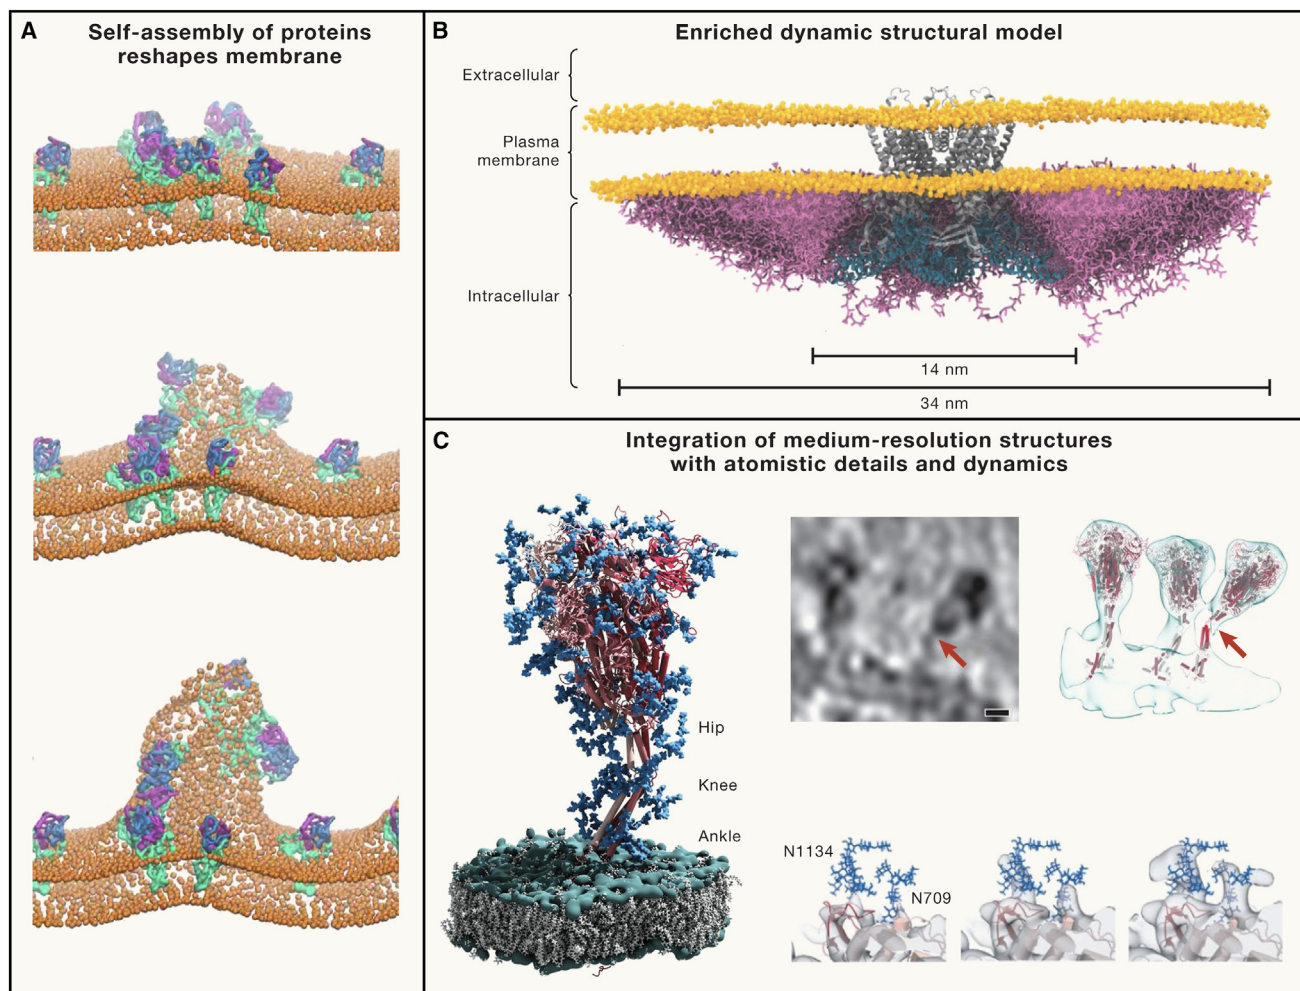 A
Self-assembly of proteins
reshapes membrane
B
Enriched dynamic structural model
Extracellular
Plasma
membrane
Intracellular
14 nm
34 nm
C
Integration of medium-resolution structures
with atomistic details and dynamics
Hip
Knee
Ankle
N1134
N709